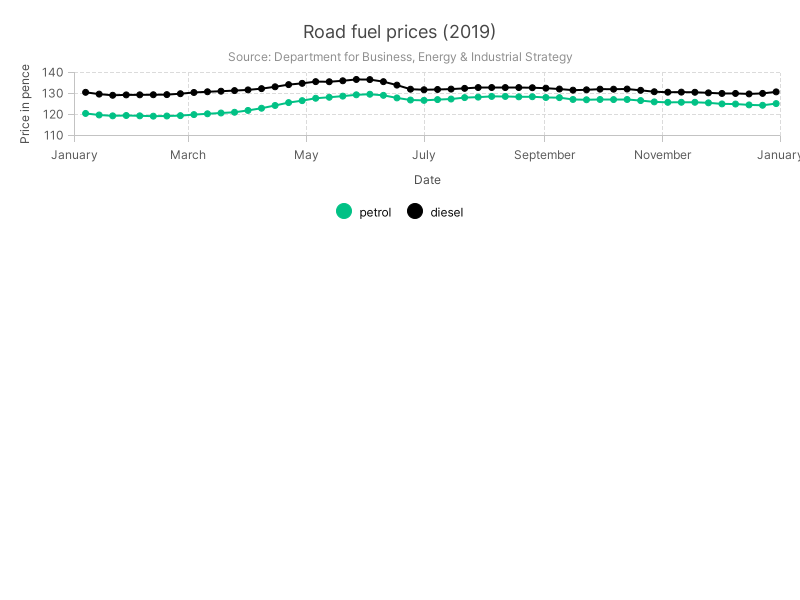 Road fuel prices (2019)
Source: Department for Business, Energy & Industrial Strategy
Price in pence
140
130
120
110
January March May July September November January
Date
petrol diesel